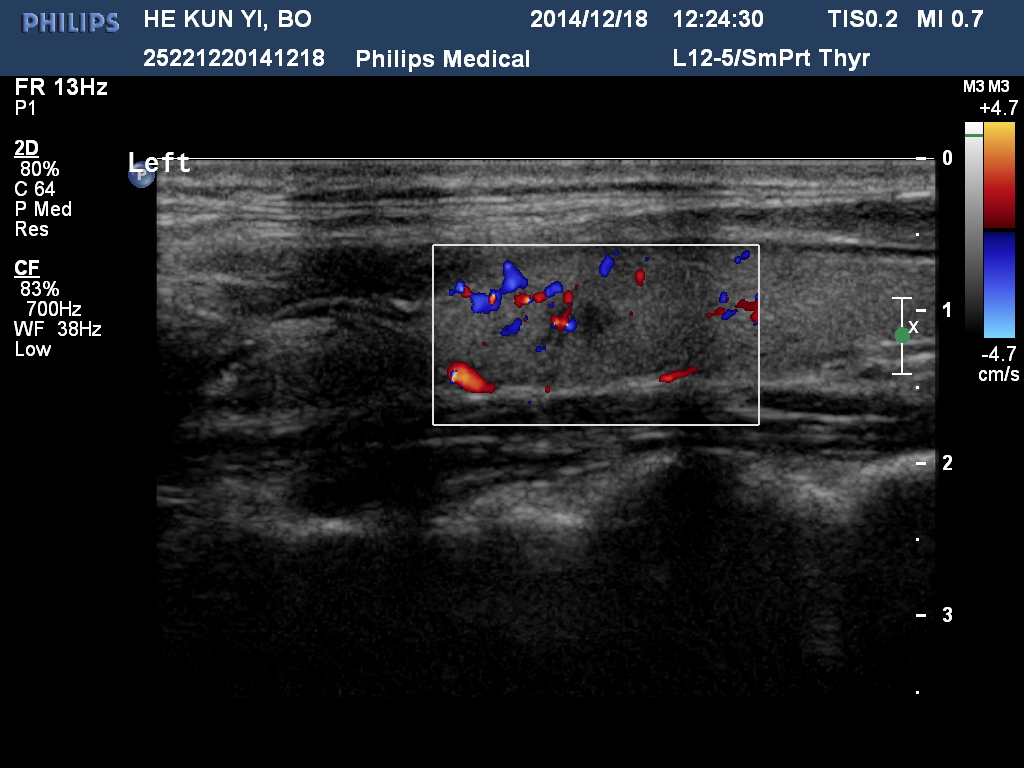 PHILIPS HE KUN YI, BO 2014/12/18 12:24:30 TIS0.2 MI 0.7
25221220141218 Philips Medical L12-5/SmPrt Thyr
FR 13Hz
P1
2D
80%
C 64
P Med
Res
CF
83%
700Hz
WF 38Hz
Low
Left
P
M3 M3
+4.7
-4.7
cm/s
x
0
1
2
3